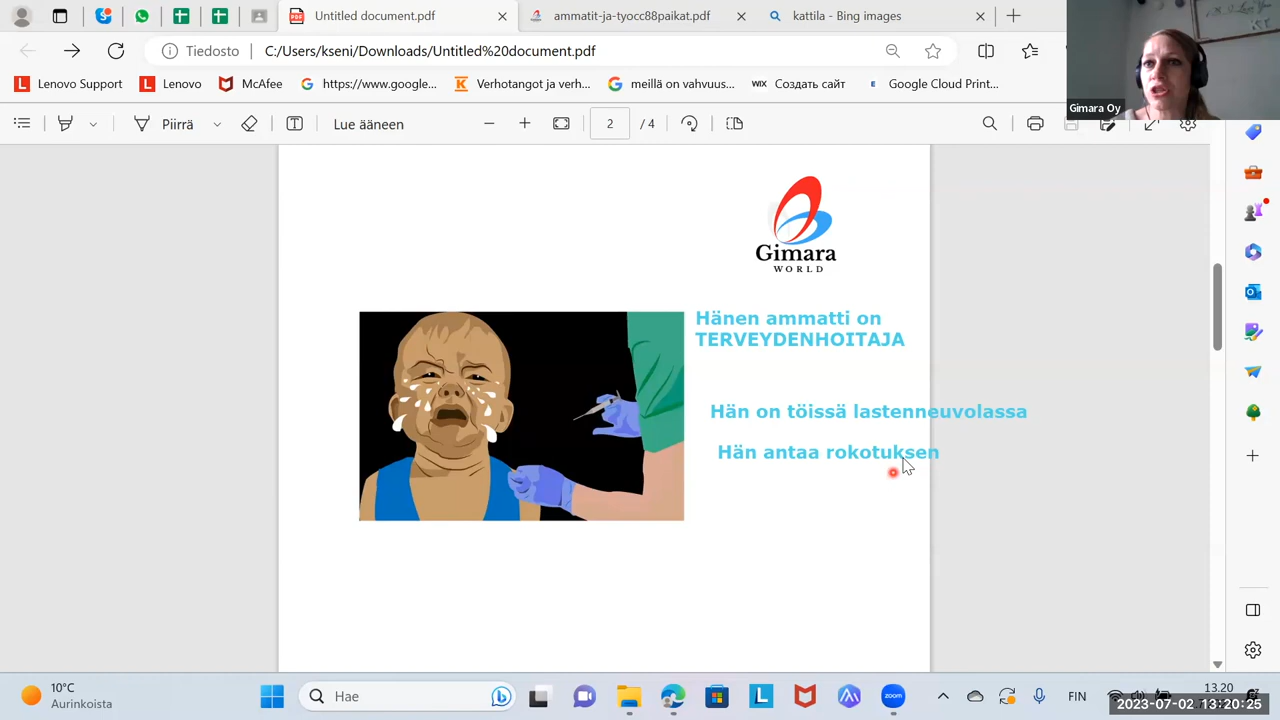 Untitled document.pdf
ammatit-ja-tyocc88paikat.pdf
kattila - Bing images
Tiedosto
C:/Users/kseni/Downloads/Untitled%20document.pdf
Lenovo Support
Lenovo
McAfee
https://www.google...
Verhotangot ja verh...
meillä on vahvuus...
WIX
Создать сайт
Google Cloud Print...
Gimara Oy
Piirrä
Lue ääneen
2
/ 4
Gimara
WORLD
Hänen ammatti on
TERVEYDENHOITAJA
Hän on töissä lastenneuvolassa
Hän antaa rokotuksen
10°C
Aurinkoista
Hae
zoom
FIN
13.20
2023-07-02 13:20:25